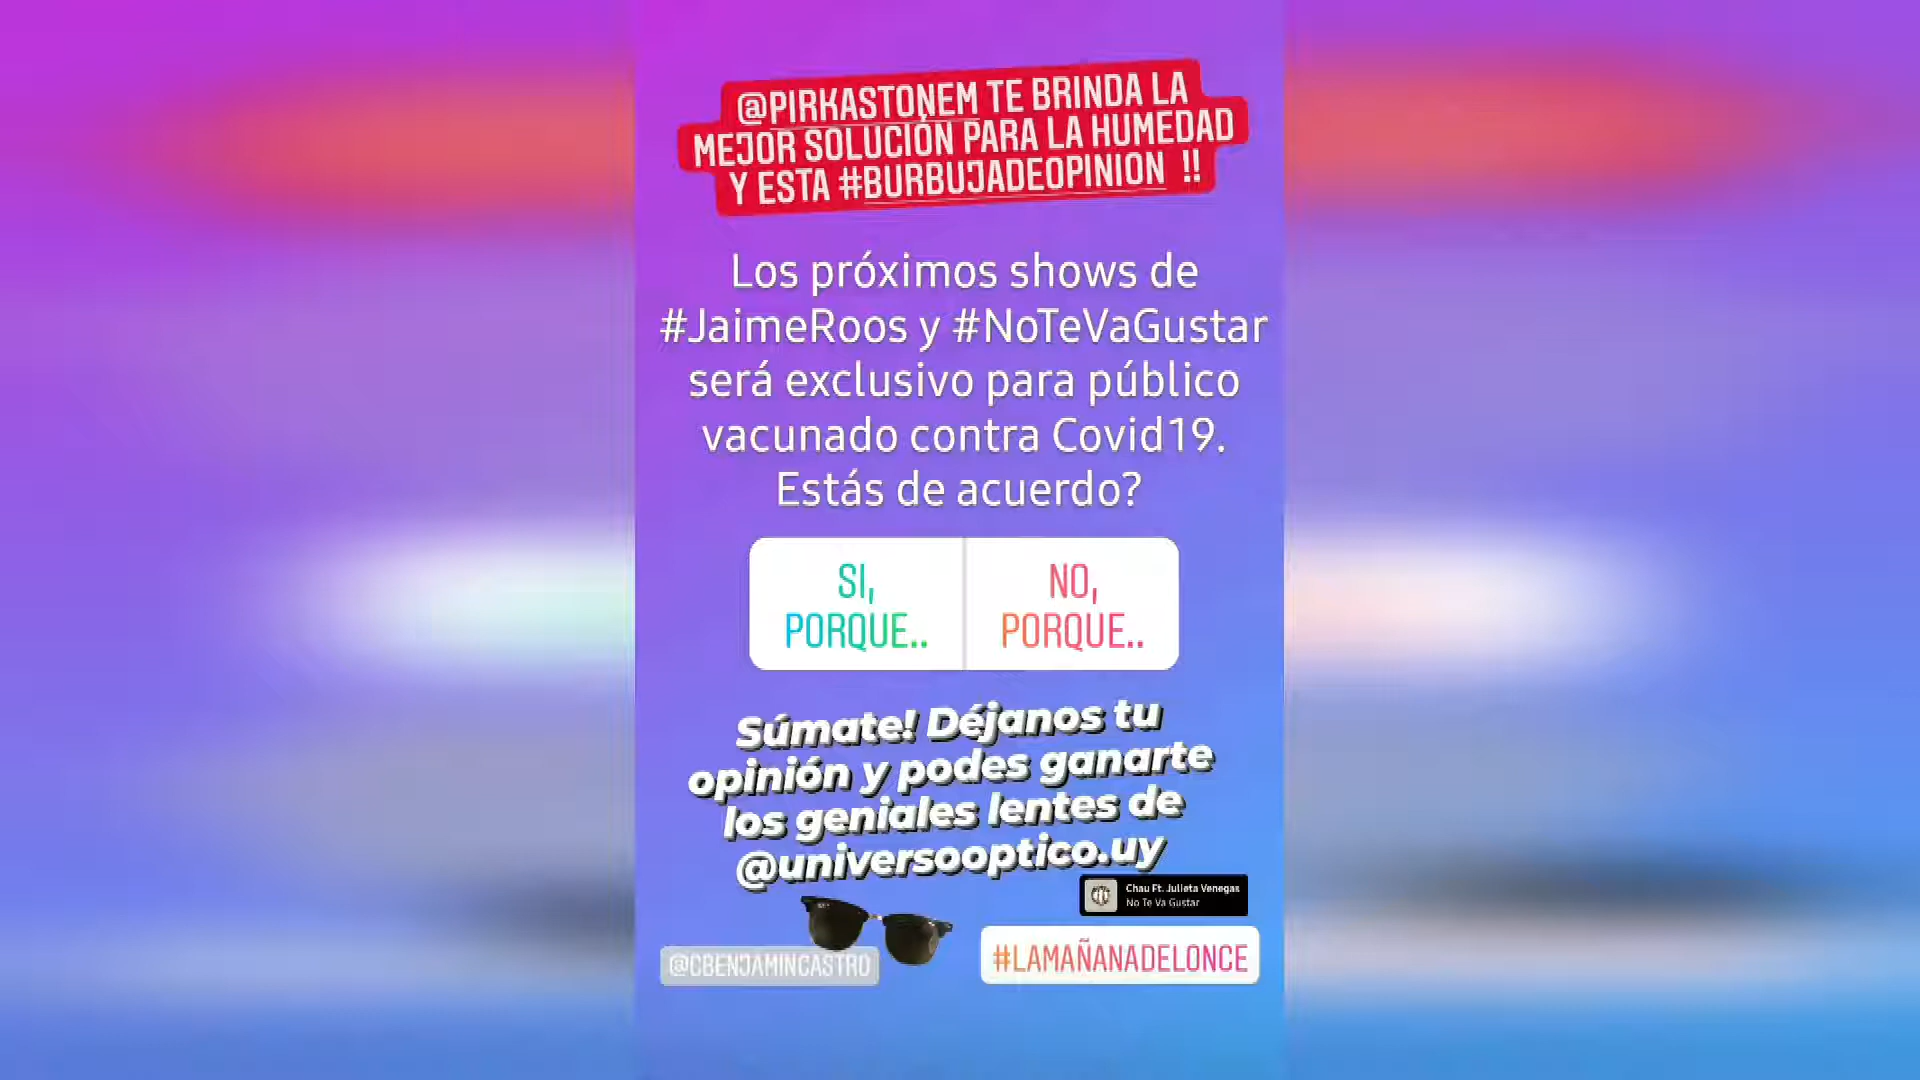 @PIRKASTONEM TE BRINDA LA
MEJOR SOLUCIÓN PARA LA HUMEDAD
Y ESTA #BURBUJADEOPINION !!
Los próximos shows de
#JaimeRoos y #NoTeVaGustar
será exclusivo para público
vacunado contra Covid19.
Estás de acuerdo?
SI,
PORQUE..
NO,
PORQUE..
Súmate! Déjanos tu
opinión y podes ganarte
los geniales lentes de
@universooptico.uy
Chau Ft. Julieta Venegas
No Te Va Gustar
@CBENJAMINCASTRO
#LAMAÑANADELONCE